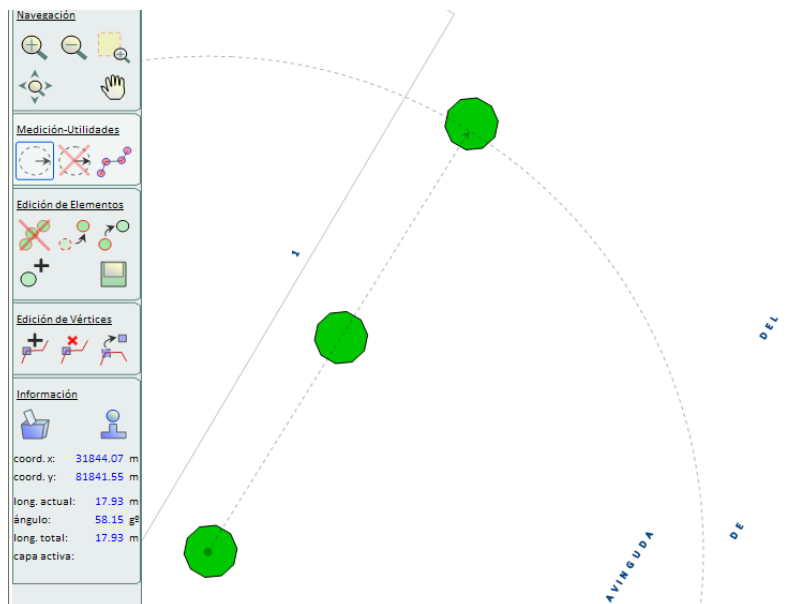 Navegación
Medición-Utilidades
Edición de Elementos
Edición de Vértices
Información
coord. x: 31844.07 m
coord. y: 81841.55 m
long. actual: 17.93 m
ángulo: 58.15 gº
long. total: 17.93 m
capa activa:
1
AVINGUDA DE DEL